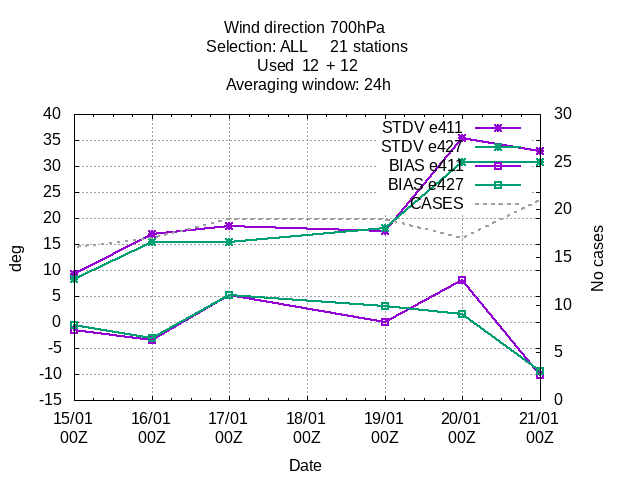 Wind direction 700hPa
Selection: ALL 21 stations
Used 12 + 12
Averaging window: 24h
40
35
30
25
20
15
10
5
0
-5
-10
-15
deg
30
25
20
15
10
5
0
No cases
STDV e411
STDV e427
BIAS e411
BIAS e427
CASES
15/01 16/01 17/01 18/01 19/01 20/01 21/01
00Z 00Z 00Z 00Z 00Z 00Z 00Z
Date